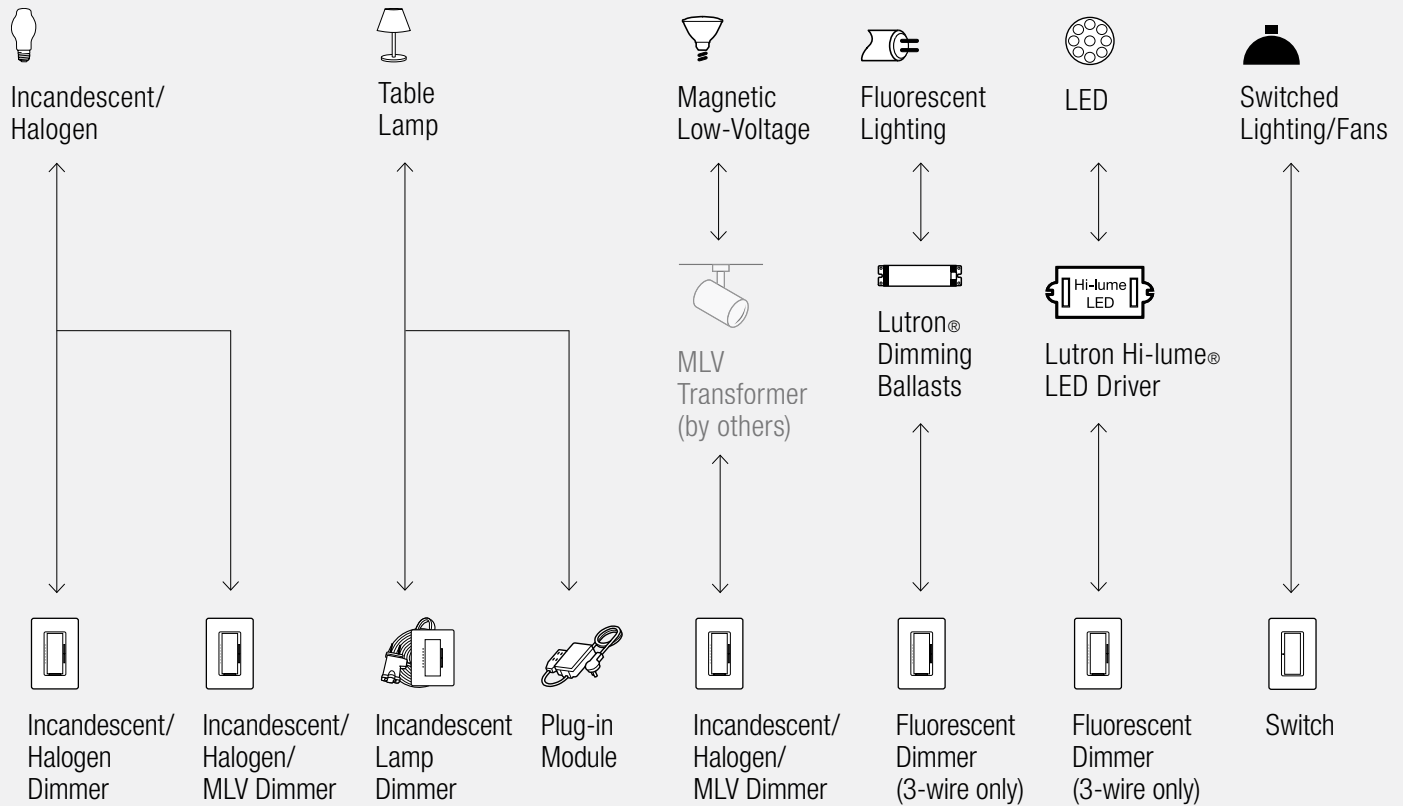 Incandescent/
Halogen
Table
Lamp
Magnetic
Low-Voltage
Fluorescent
Lighting
LED
Switched
Lighting/Fans
MLV
Transformer
(by others)
Lutron®
Dimming
Ballasts
Hi-lume
LED
Lutron Hi-lume®
LED Driver
Incandescent/
Halogen
Dimmer
Incandescent/
Halogen/
MLV Dimmer
Incandescent
Lamp
Dimmer
Plug-in
Module
Incandescent/
Halogen/
MLV Dimmer
Fluorescent
Dimmer
(3-wire only)
Fluorescent
Dimmer
(3-wire only)
Switch